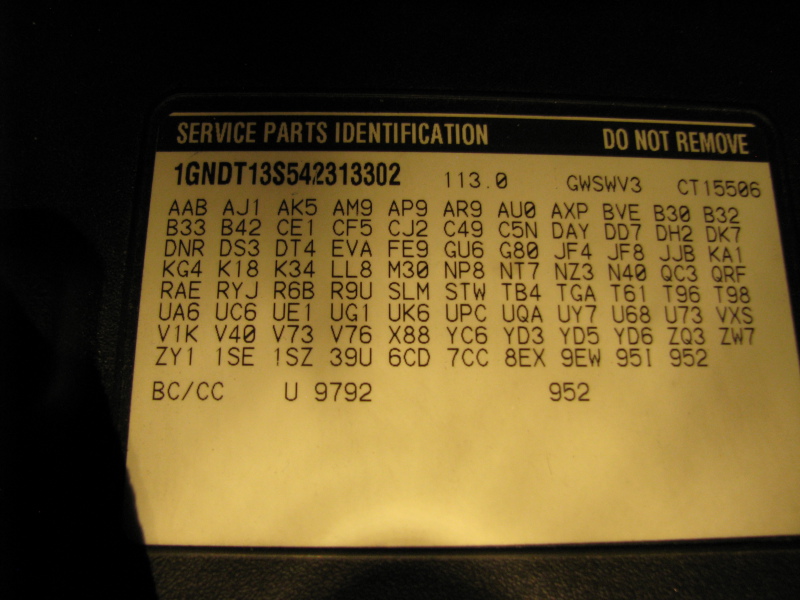 SERVICE PARTS IDENTIFICATION DO NOT REMOVE
1GNDT13S542313302 113.0 GWSWV3 CT15506
AAB AJ1 AK5 AM9 AP9 AR9 AU0 AXP BVE B30 B32
B33 B42 CE1 CF5 CJ2 C49 C5N DAY DD7 DH2 DK7
DNR DS3 DT4 EVA FE9 GU6 G80 JF4 JF8 JJB KA1
KG4 K18 K34 LL8 M30 NP8 NT7 NZ3 N40 QC3 QRF
RAE RYJ R6B R9U SLM STW TB4 TGA T61 T96 T98
UA6 UC6 UE1 UG1 UK6 UPC UQA UY7 U68 U73 VXS
V1K V40 V73 V76 X88 YC6 YD3 YD5 YD6 ZQ3 ZW7
ZY1 1SE 1SZ 39U 6CD 7CC 8EX 9EW 95I 952
BC/CC U 9792 952